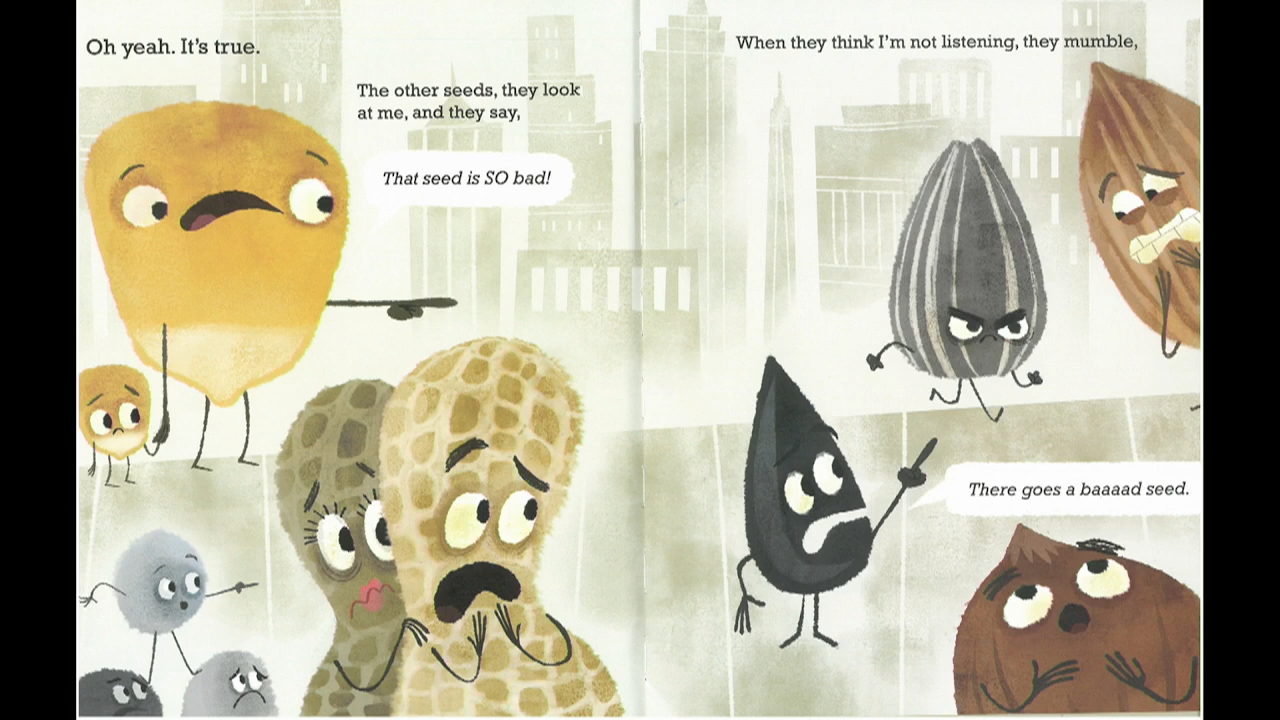 Oh yeah. It's true.
The other seeds, they look
at me, and they say,
That seed is SO bad!
When they think I'm not listening, they mumble,
There goes a baaaad seed.